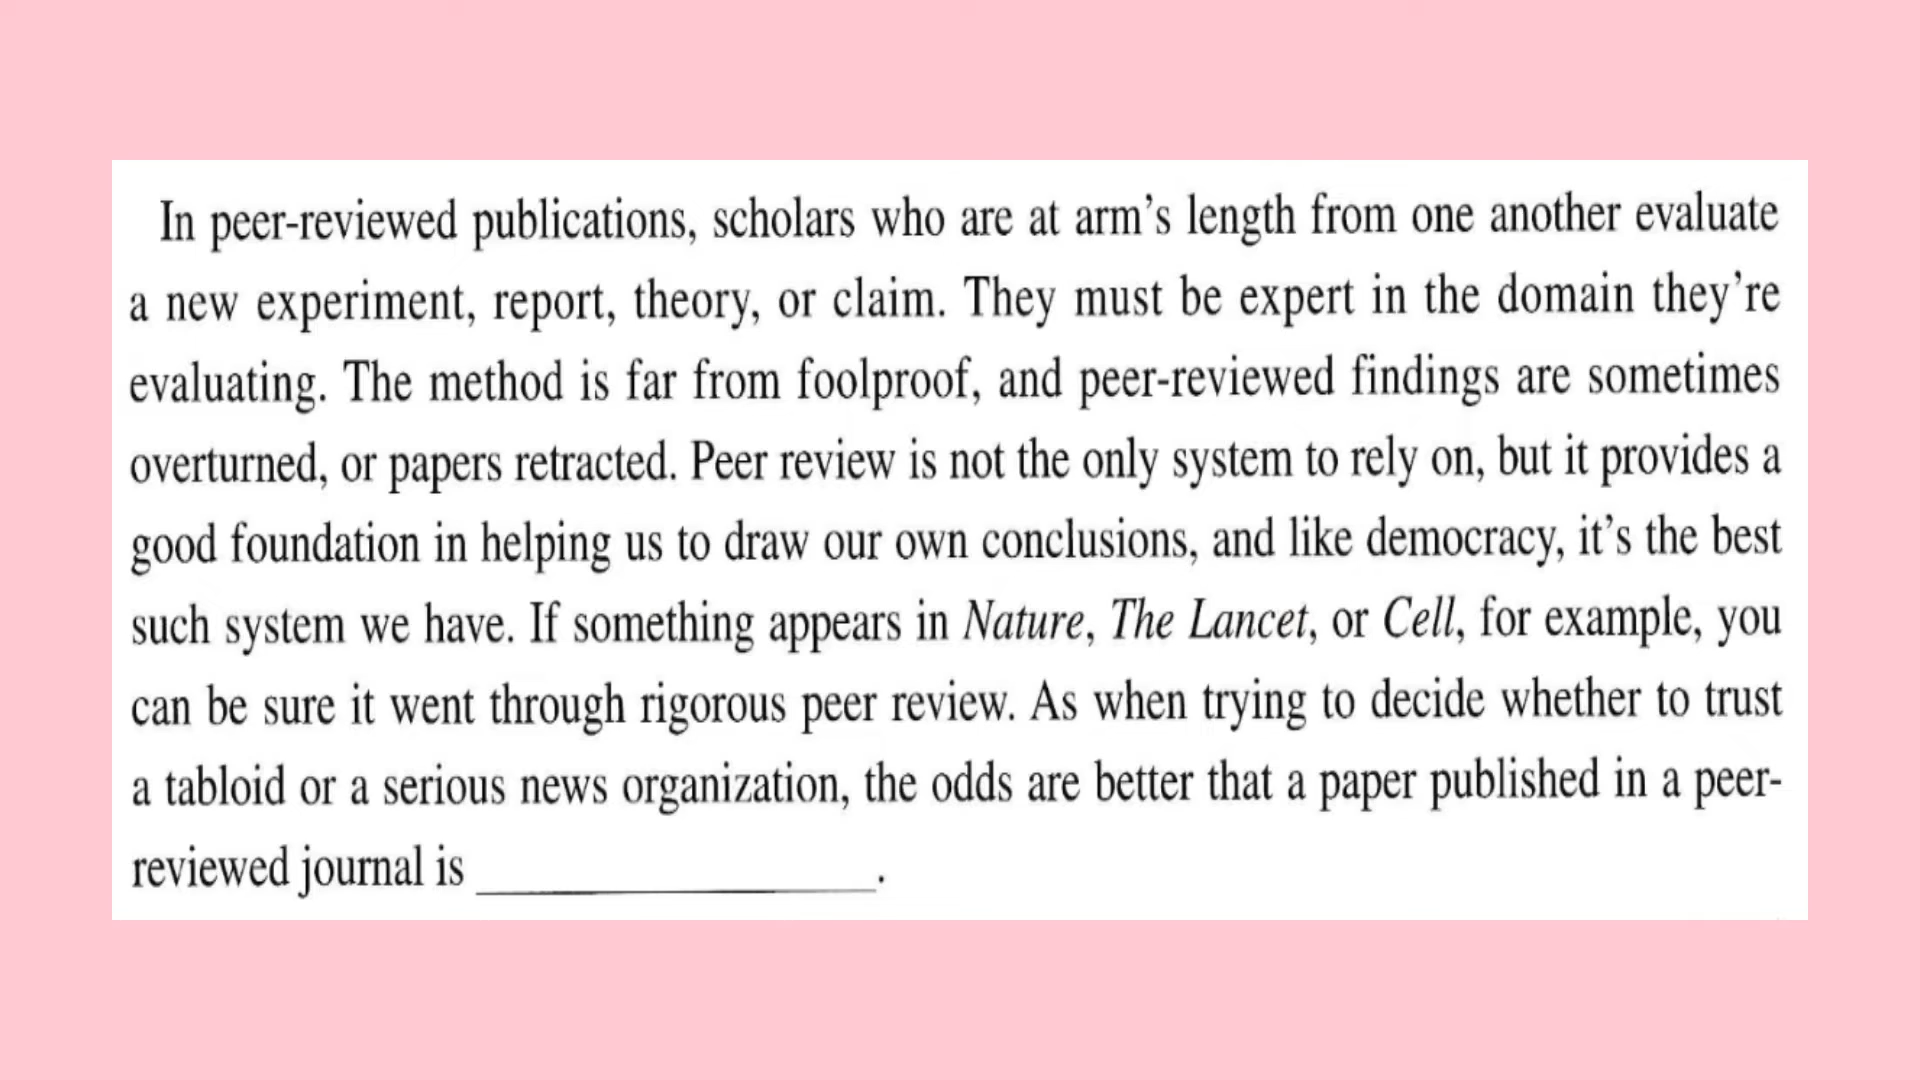 In peer-reviewed publications, scholars who are at arm’s length from one another evaluate
a new experiment, report, theory, or claim. They must be expert in the domain they’re
evaluating. The method is far from foolproof, and peer-reviewed findings are sometimes
overturned, or papers retracted. Peer review is not the only system to rely on, but it provides a
good foundation in helping us to draw our own conclusions, and like democracy, it’s the best
such system we have. If something appears in Nature, The Lancet, or Cell, for example, you
can be sure it went through rigorous peer review. As when trying to decide whether to trust
a tabloid or a serious news organization, the odds are better that a paper published in a peer-
reviewed journal is ____________________.